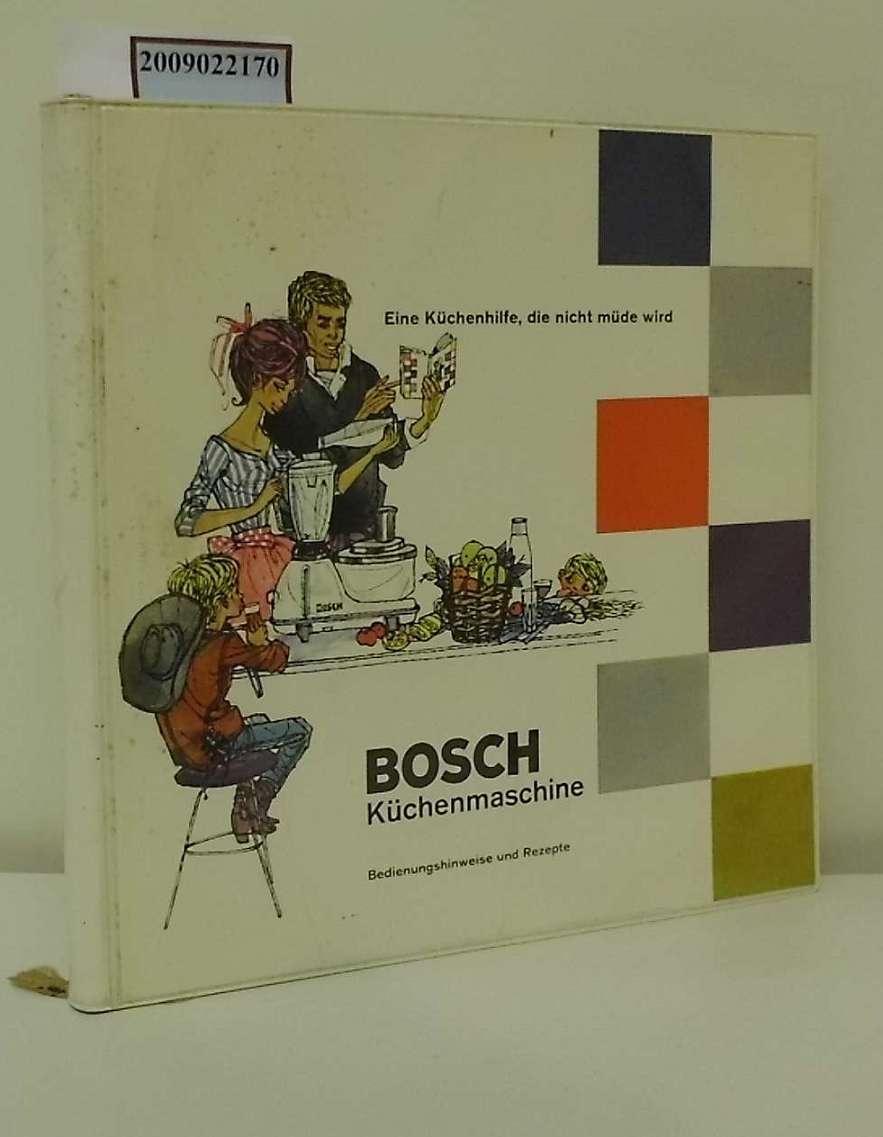 2009022170
Eine Küchenhilfe, die nicht müde wird
BOSCH
BOSCH
Küchenmaschine
Bedienungshinweise und Rezepte